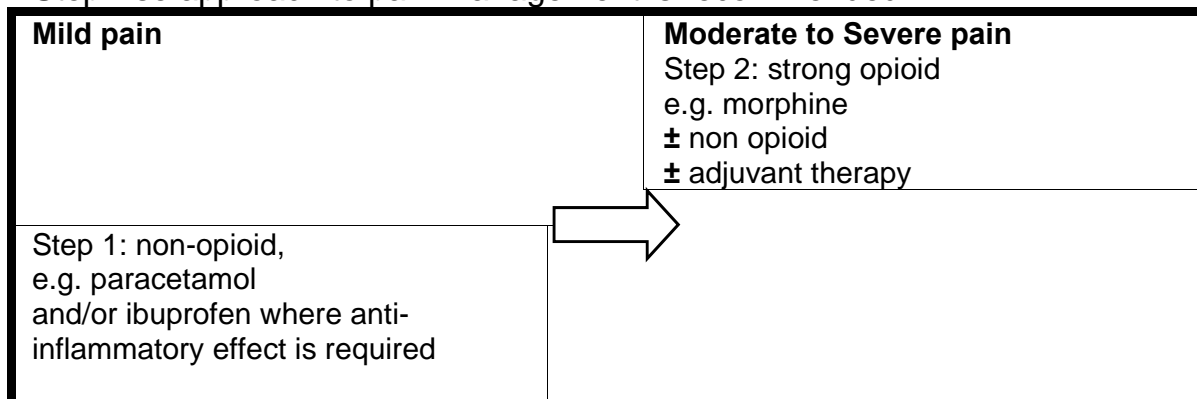 Mild pain
Moderate to Severe pain
Step 2: strong opioid
e.g. morphine
± non opioid
± adjuvant therapy
Step 1: non-opioid,
e.g. paracetamol
and/or ibuprofen where anti-
inflammatory effect is required